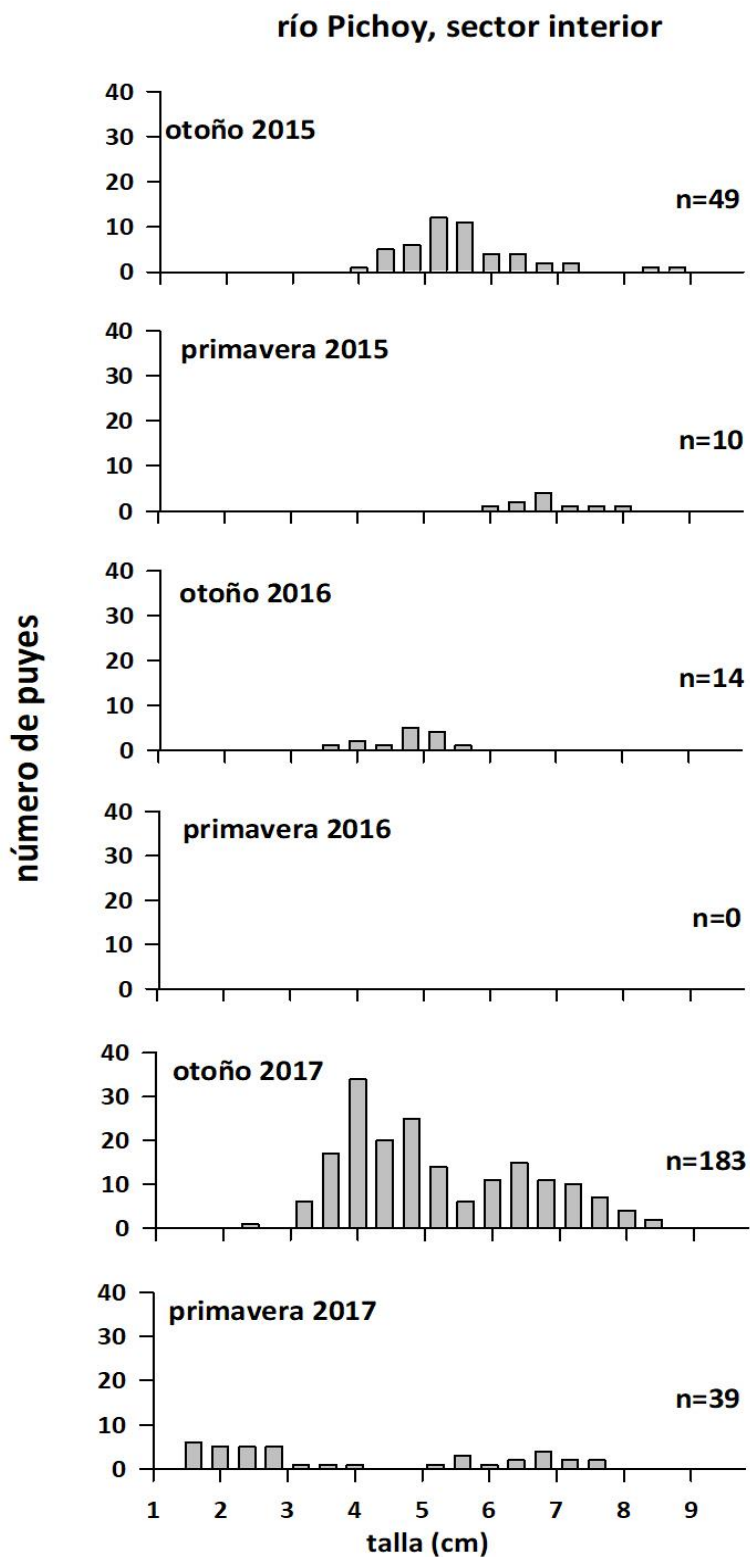 río Pichoy, sector interior
número de puyes
40
otoño 2015
30
20
n=49
10
0
40
primavera 2015
30
20
n=10
10
0
40
otoño 2016
30
20
n=14
10
0
40
primavera 2016
30
20
n=0
10
0
40
otoño 2017
30
20
n=183
10
0
40
primavera 2017
30
20
n=39
10
0
1 2 3 4 5 6 7 8 9
talla (cm)